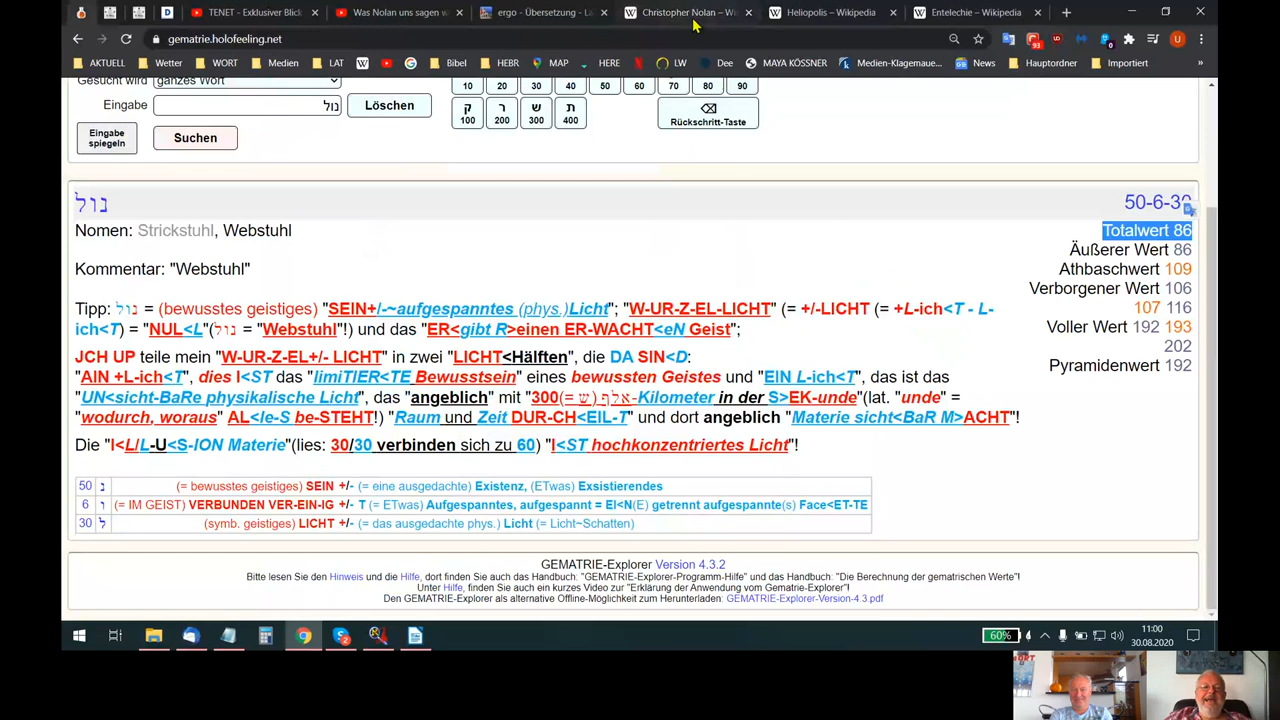 TENET - Exklusiver Blick
Was Nolan uns sagen w
ergo - Übersetzung - La
Christopher Nolan – Wi
Heliopolis – Wikipedia
Entelechie – Wikipedia
gematrie.holofeeling.net
AKTUELL Wetter WORT Medien LAT Bibel HEBR MAP HERE LW Dee MAYA KÖSSNER Medien-Klagemaue... News Hauptordner Importiert
Gesucht wird ganzes Wort
10 20 30 40 50 60 70 80 90
Eingabe נול Löschen
ק ר ש ת
100 200 300 400
Rückschritt-Taste
Eingabe spiegeln
Suchen
נול 50-6-30
Nomen: Strickstuhl, Webstuhl
Totalwert 86
Äußerer Wert 86
Athbaschwert 109
Verborgener Wert 106
107 116
Voller Wert 192 193
202
Pyramidenwert 192
Kommentar: "Webstuhl"
Tipp: נול = (bewusstes geistiges) "SEIN+/-~aufgespanntes (phys.)Licht"; "W-UR-Z-EL-LICHT" (= +/-LICHT (= +L-ich<T - L-
ich<T) = "NUL<L"(נול = "Webstuhl"!) und das "ER<gibt R>einen ER-WACHT<eN Geist";
JCH UP teile mein "W-UR-Z-EL+/- LICHT" in zwei "LICHT<Hälften", die DA SIN<D:
"AIN +L-ich<T", dies I<ST das "limiTIER<TE Bewusstsein" eines bewussten Geistes und "EIN L-ich<T", das ist das
"UN<sicht-BaRe physikalische Licht", das "angeblich" mit "300(= ש) אלף-Kilometer in der S>EK-unde"(lat. "unde" =
"wodurch, woraus" AL<le-S be-STEHT!) "Raum und Zeit DUR-CH<EIL-T" und dort angeblich "Materie sicht<BaR M>ACHT"!
Die "I<L/L-U<S-ION Materie"(lies: 30/30 verbinden sich zu 60) "I<ST hochkonzentriertes Licht"!
50 נ (= bewusstes geistiges) SEIN +/- (= eine ausgedachte) Existenz, (ETwas) Exsistierendes
6 ו (= IM GEIST) VERBUNDEN VER-EIN-IG +/- T (= ETwas) Aufgespanntes, aufgespannt = EI<N(E) getrennt aufgespannte(s) Face<ET-TE
30 ל (symb. geistiges) LICHT +/- (= das ausgedachte phys.) Licht (= Licht~Schatten)
GEMATRIE-Explorer Version 4.3.2
Bitte lesen Sie den Hinweis und die Hilfe, dort finden Sie auch das Handbuch: "GEMATRIE-Explorer-Programm-Hilfe" und das Handbuch: "Die Berechnung der gematrischen Werte"!
Unter Hilfe, finden Sie auch ein kurzes Video zur "Erklärung der Anwendung vom Gematrie-Explorer"!
Den GEMATRIE-Explorer als alternative Offline-Möglichkeit zum Herunterladen: GEMATRIE-Explorer-Version-4.3.pdf
60%
11:00
30.08.2020